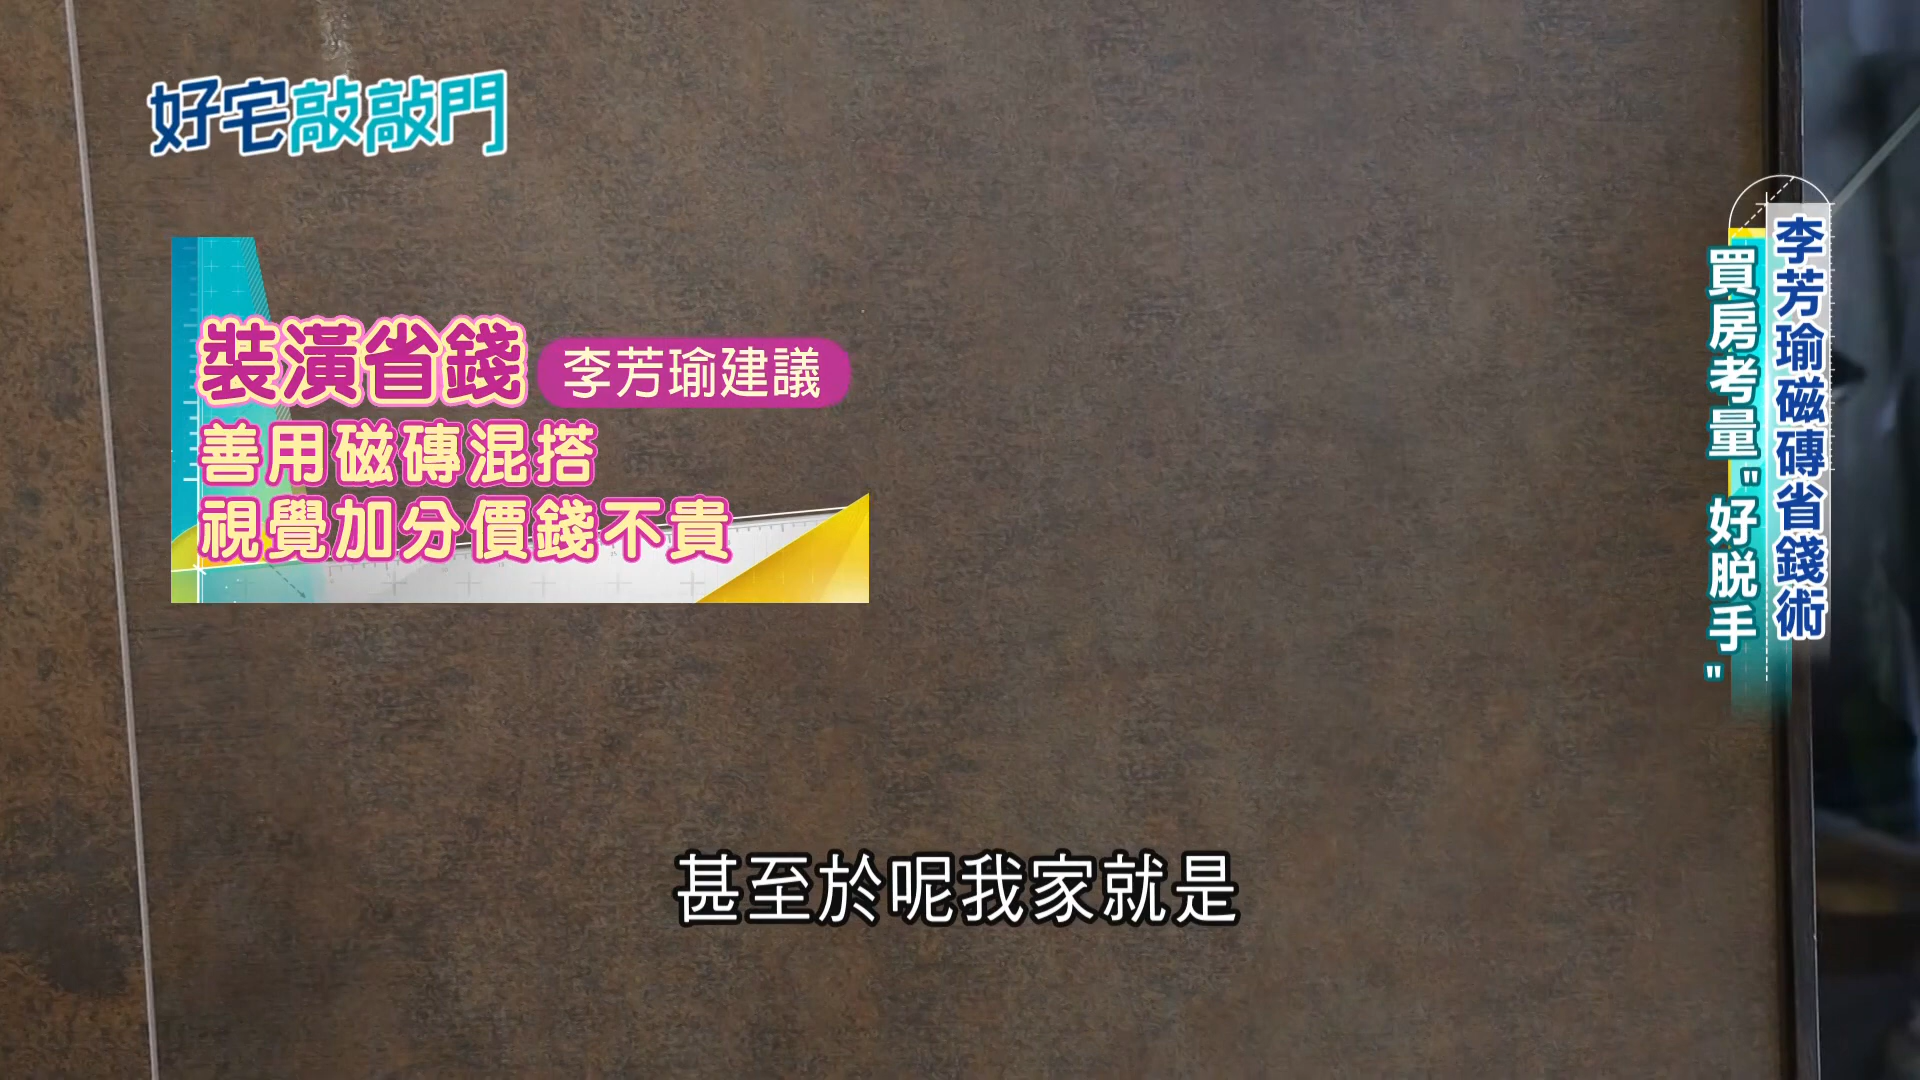 好宅敲敲門
李芳瑜磁磚省錢術
買房考量"好脫手"
裝潢省錢 李芳瑜建議
善用磁磚混搭
視覺加分價錢不貴
甚至於呢我家就是